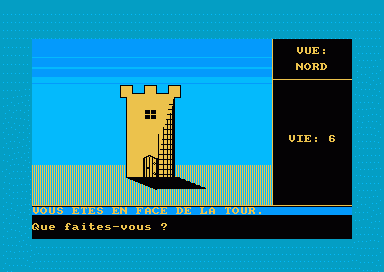 VUE:
NORD
VIE: 6
VOUS ETES EN FACE DE LA TOUR.
Que faites-vous ?